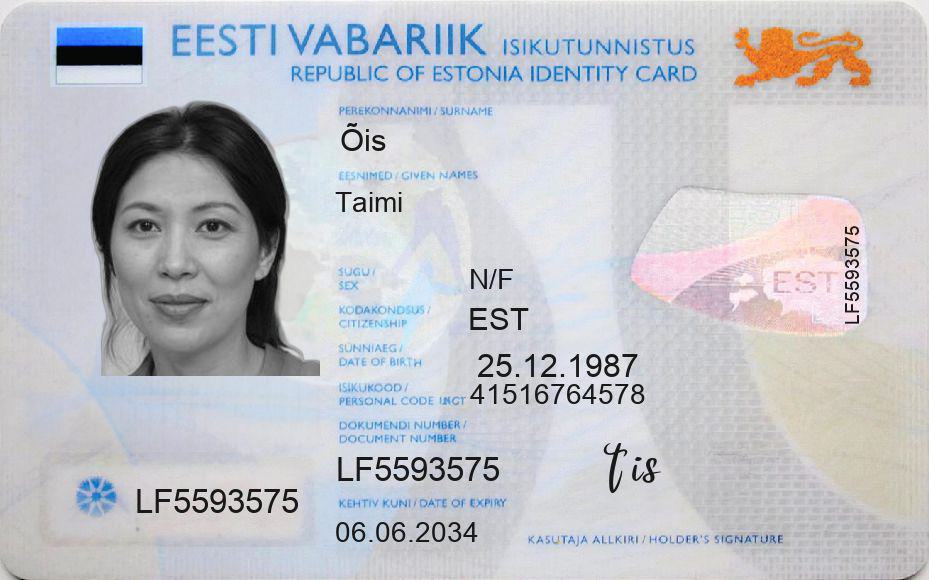 EESTI VABARIIK ISIKUTUNNISTUS
REPUBLIC OF ESTONIA IDENTITY CARD
PEREKONNANIMI / SURNAME
Õis
EESNIMED / GIVEN NAMES
Taimi
SUGU /
SEX
N/F
KODAKONDSUS /
CITIZENSHIP
EST
SÜNNIAEG /
DATE OF BIRTH
25.12.1987
ISIKUKOOD /
PERSONAL CODE
41516764578
DOKUMENDI NUMBER /
DOCUMENT NUMBER
LF5593575
KEHTIV KUNI / DATE OF EXPIRY
06.06.2034
LF5593575
EST
LF5593575
KASUTAJA ALLKIRI / HOLDER'S SIGNATURE